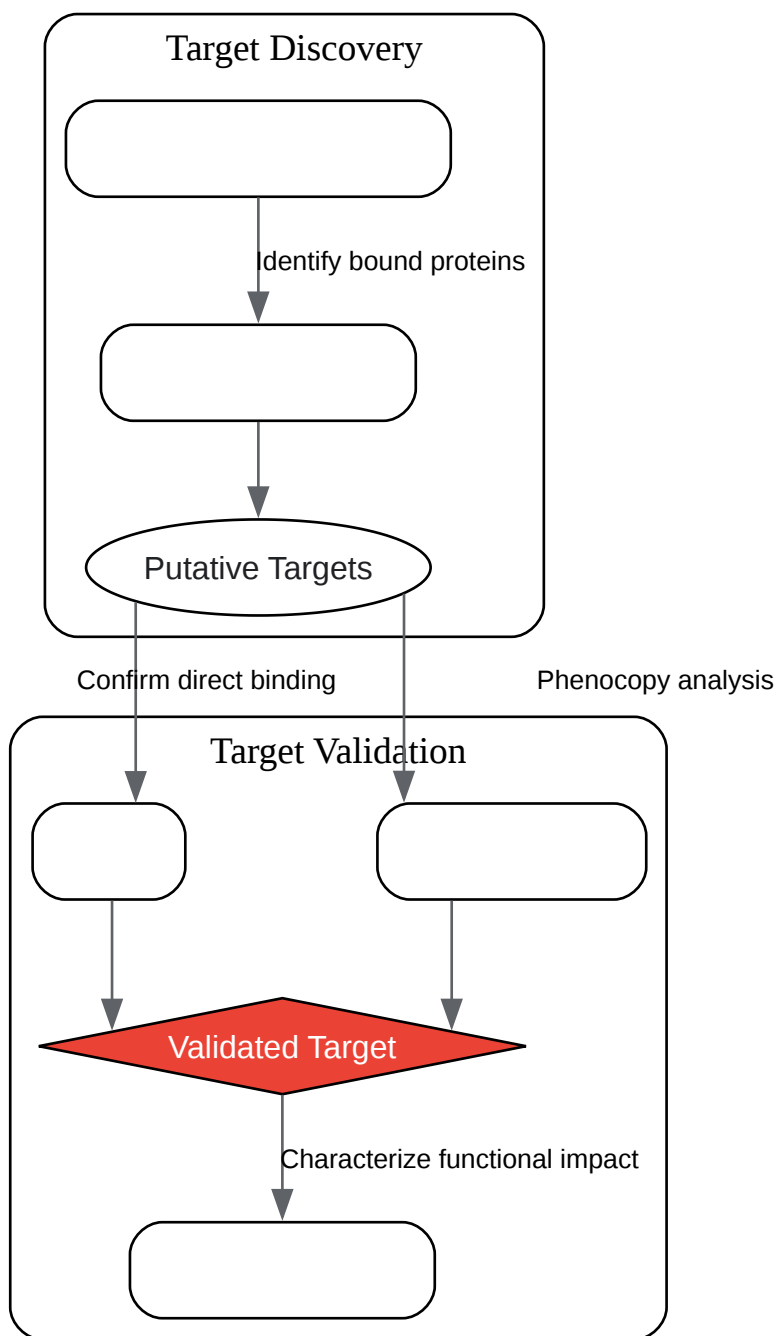 Target Discovery
Identify bound proteins
Putative Targets
Confirm direct binding
Phenocopy analysis
Target Validation
Validated Target
Characterize functional impact